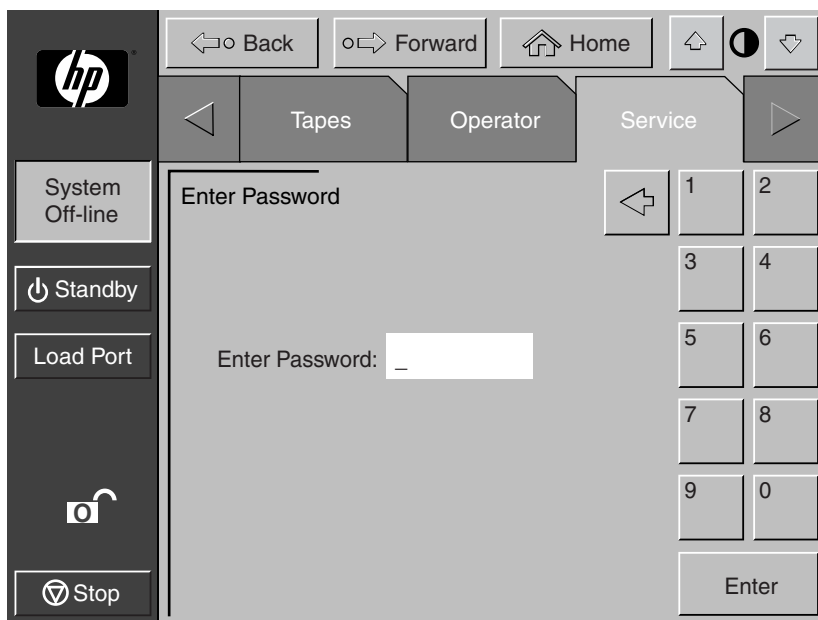 hp
Back
Forward
Home
Tapes
Operator
Service
System
Off-line
Standby
Load Port
O
Stop
Enter Password
Enter Password: _
1 2
3 4
5 6
7 8
9 0
Enter